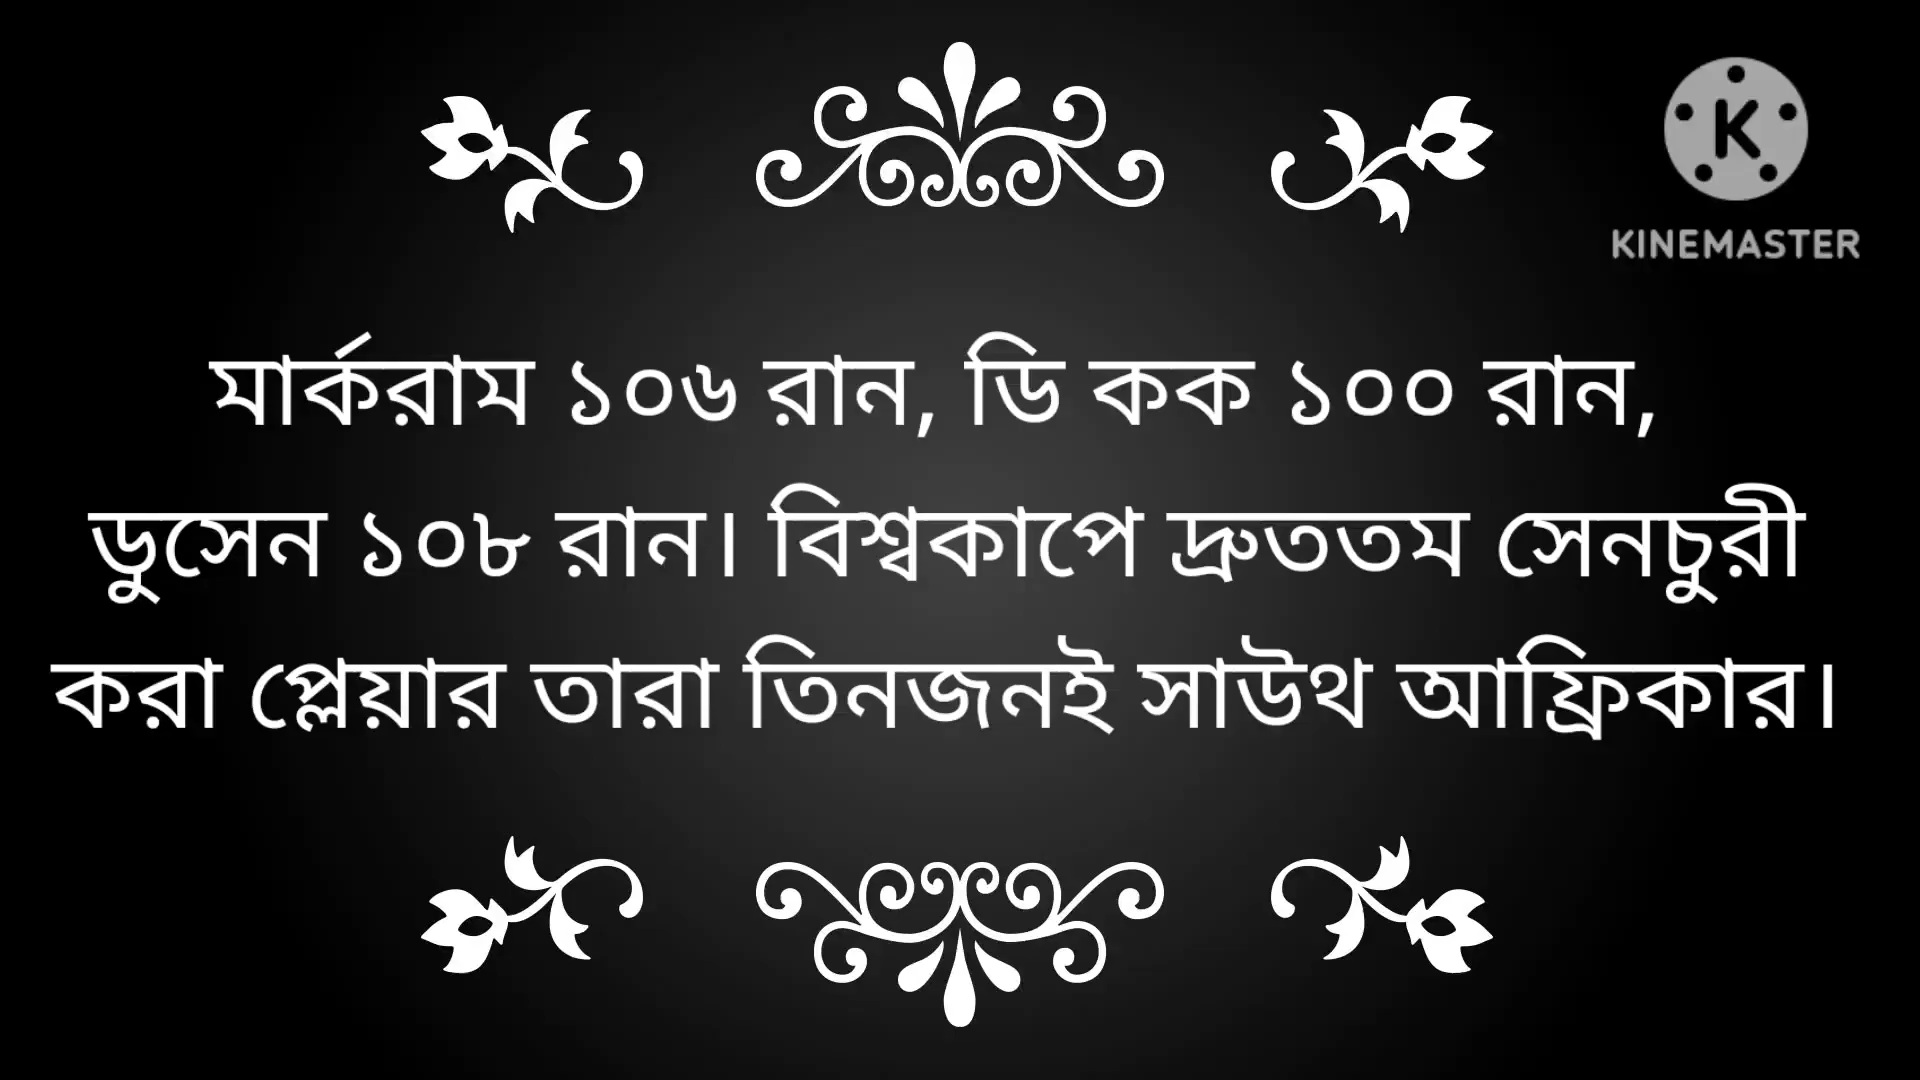 KINEMASTER
মার্করাম ১০৬ রান, ডি কক ১০০ রান,
ডুসেন ১০৮ রান। বিশ্বকাপে দ্রুততম সেনচুরী
করা প্লেয়ার তারা তিনজনই সাউথ আফ্রিকার।